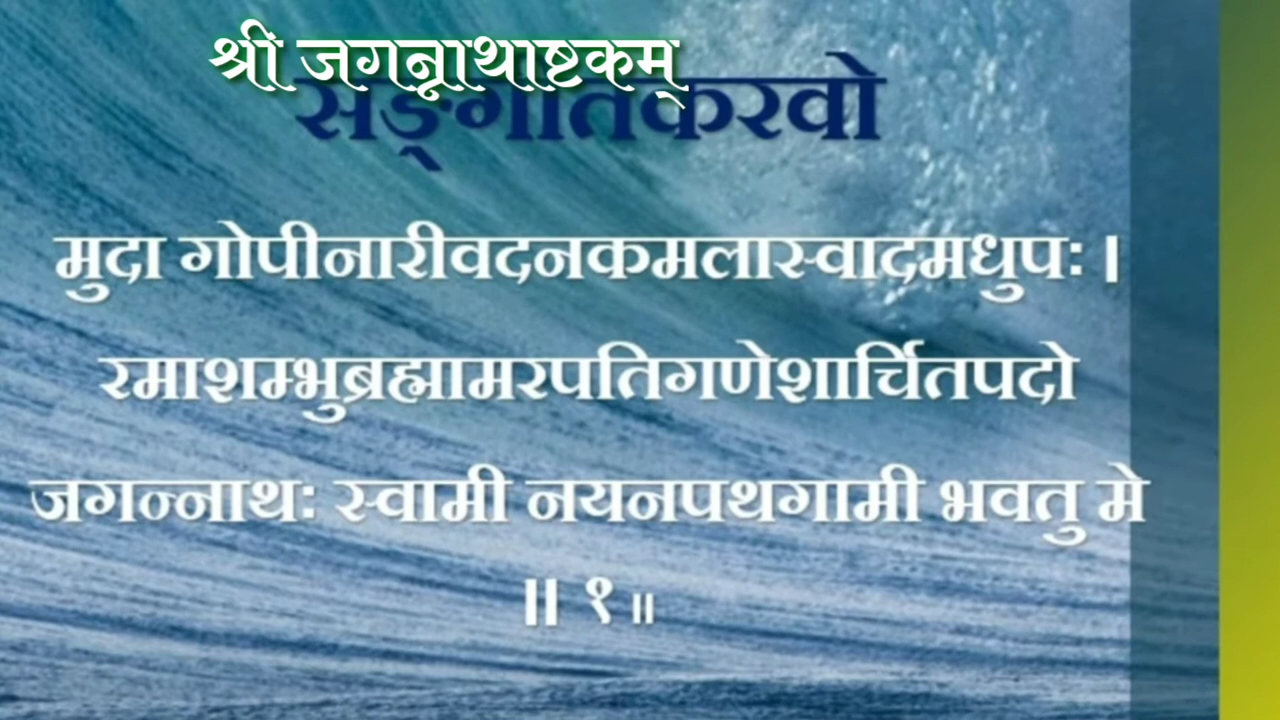 श्री जगन्नाथाष्टकम्
सङ्गीतकरवो
मुदा गोपीनारीवदनकमलास्वादमधुपः ।
रमाशम्भुब्रह्मामरपतिगणेशार्चितपदो
जगन्नाथः स्वामी नयनपथगामी भवतु मे
॥ १ ॥